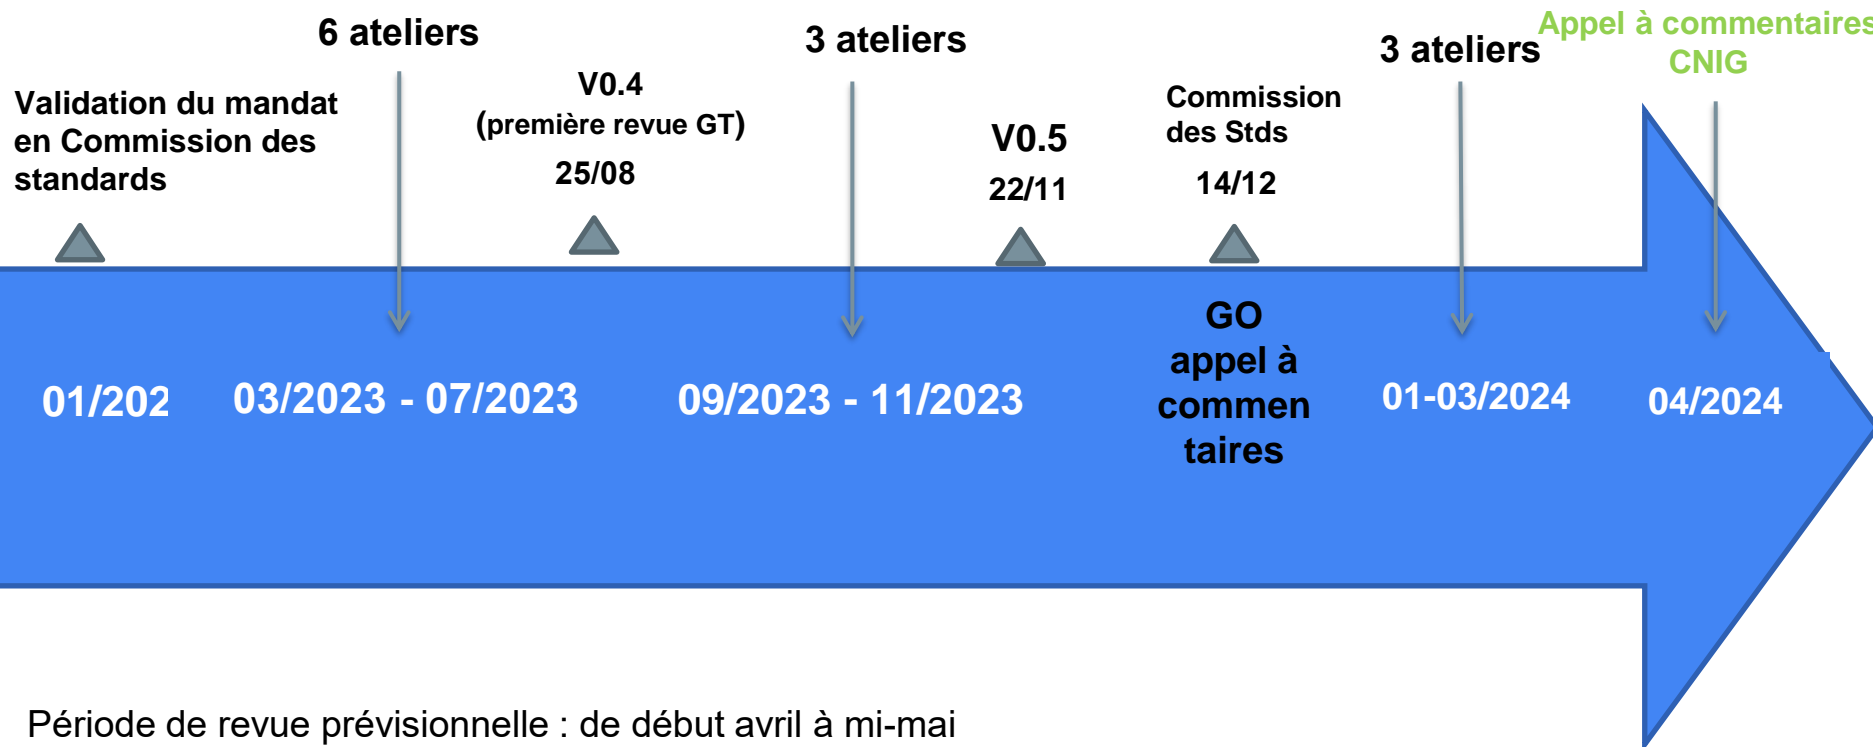 Validation du mandat
en Commission des
standards
6 ateliers
V0.4
(première revue GT)
25/08
3 ateliers
V0.5
22/11
Commission
des Stds
14/12
3 ateliers
Appel à commentaires
CNIG
01/202
03/2023 - 07/2023
09/2023 - 11/2023
GO
appel à
commen
taires
01-03/2024
04/2024
Période de revue prévisionnelle : de début avril à mi-mai